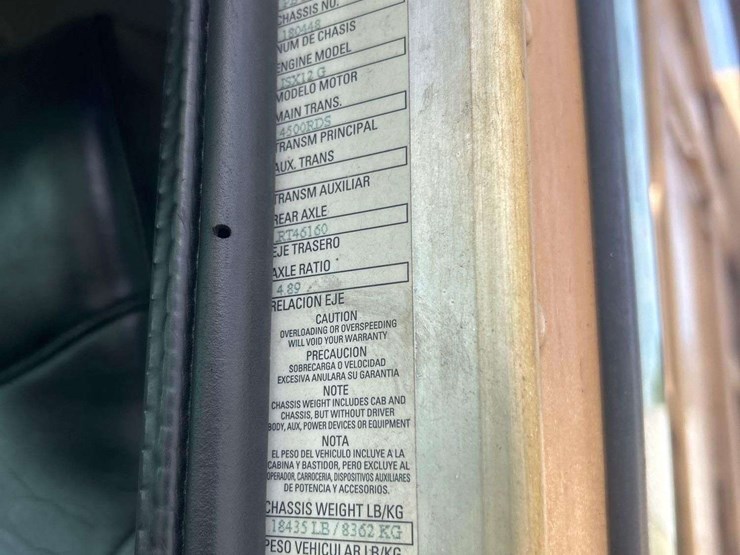 CHASSIS NO.
180448
NUM DE CHASIS
ENGINE MODEL
ISX12 G
MODELO MOTOR
MAIN TRANS.
4500RDS
TRANSM PRINCIPAL
AUX. TRANS
TRANSM AUXILIAR
REAR AXLE
RT46160
EJE TRASERO
AXLE RATIO
4.89
RELACION EJE
CAUTION
OVERLOADING OR OVERSPEEDING
WILL VOID YOUR WARRANTY
PRECAUCION
SOBRECARGA O VELOCIDAD
EXCESIVA ANULARA SU GARANTIA
NOTE
CHASSIS WEIGHT INCLUDES CAB AND
CHASSIS, BUT WITHOUT DRIVER
BODY, AUX, POWER DEVICES OR EQUIPMENT
NOTA
EL PESO DEL VEHICULO INCLUYE A LA
CABINA Y BASTIDOR, PERO EXCLUYE AL
OPERADOR, CARROCERIA, DISPOSITIVOS AUXILIARES
DE POTENCIA Y ACCESORIOS.
CHASSIS WEIGHT LB/KG
18435 LB/8362 KG
PESO VEHICULAR LB/KG